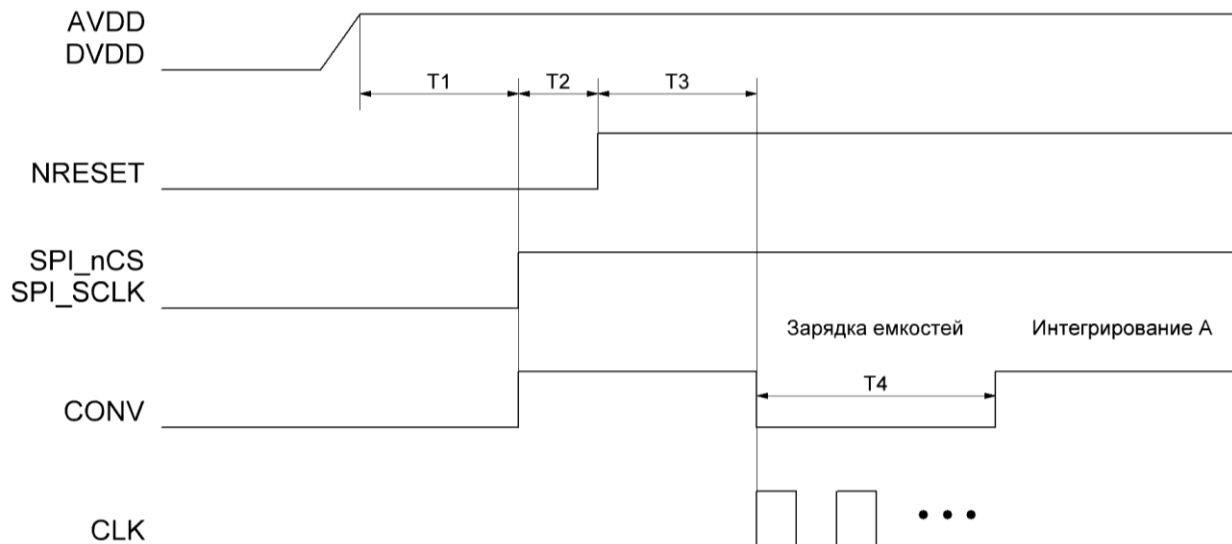 AVDD
DVDD
T1 T2 T3
NRESET
SPI_nCS
SPI_SCLK
Зарядка емкостей Интегрирование А
T4
CONV
CLK